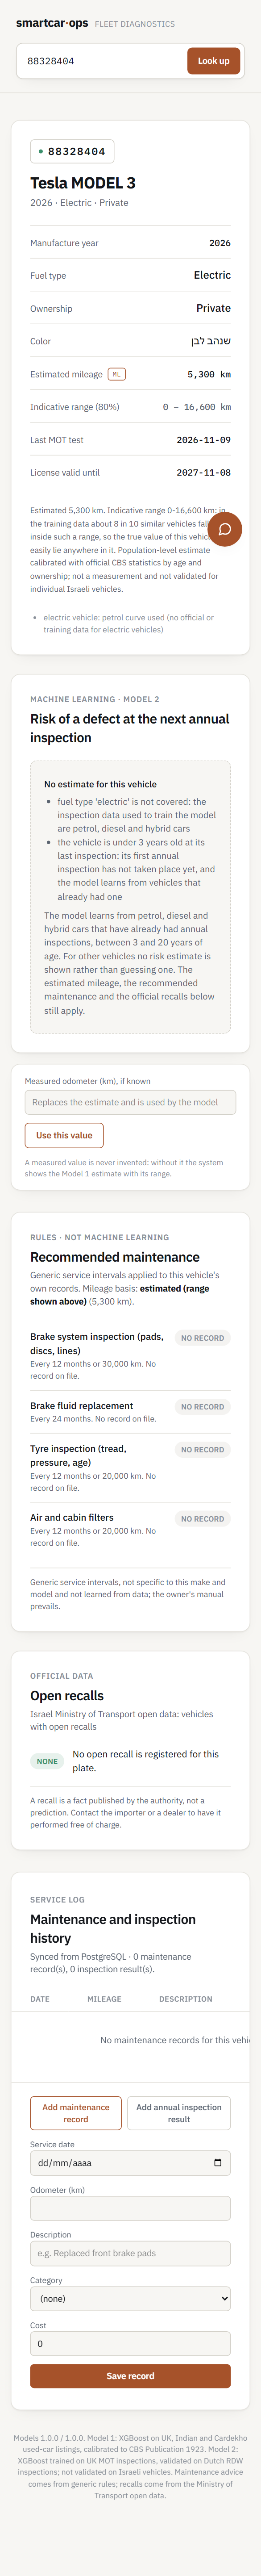 smartcar·ops FLEET DIAGNOSTICS
88328404 Look up
88328404
Tesla MODEL 3
2026 · Electric · Private
Manufacture year 2026
Fuel type Electric
Ownership Private
Color שנהב לבן
Estimated mileage ML 5,300 km
Indicative range (80%) 0 – 16,600 km
Last MOT test 2026-11-09
License valid until 2027-11-08
Estimated 5,300 km. Indicative range 0-16,600 km: in
the training data about 8 in 10 similar vehicles fall
inside such a range, so the true value of this vehicle
easily lie anywhere in it. Population-level estimate
calibrated with official CBS statistics by age and
ownership; not a measurement and not validated for
individual Israeli vehicles.
• electric vehicle: petrol curve used (no official or
training data for electric vehicles)
MACHINE LEARNING · MODEL 2
Risk of a defect at the next annual
inspection
No estimate for this vehicle
• fuel type 'electric' is not covered: the
inspection data used to train the model
are petrol, diesel and hybrid cars
• the vehicle is under 3 years old at its
last inspection: its first annual
inspection has not taken place yet, and
the model learns from vehicles that
already had one
The model learns from petrol, diesel and
hybrid cars that have already had annual
inspections, between 3 and 20 years of
age. For other vehicles no risk estimate is
shown rather than guessing one. The
estimated mileage, the recommended
maintenance and the official recalls below
still apply.
Measured odometer (km), if known
Replaces the estimate and is used by the model
Use this value
A measured value is never invented: without it the system
shows the Model 1 estimate with its range.
RULES · NOT MACHINE LEARNING
Recommended maintenance
Generic service intervals applied to this vehicle's
own records. Mileage basis: estimated (range
shown above) (5,300 km).
Brake system inspection (pads,
discs, lines) NO RECORD
Every 12 months or 30,000 km. No
record on file.
Brake fluid replacement NO RECORD
Every 24 months. No record on file.
Tyre inspection (tread,
pressure, age) NO RECORD
Every 12 months or 20,000 km. No
record on file.
Air and cabin filters NO RECORD
Every 12 months or 20,000 km. No
record on file.
Generic service intervals, not specific to this make and
model and not learned from data; the owner's manual
prevails.
OFFICIAL DATA
Open recalls
Israel Ministry of Transport open data: vehicles
with open recalls
NONE No open recall is registered for this
plate.
A recall is a fact published by the authority, not a
prediction. Contact the importer or a dealer to have it
performed free of charge.
SERVICE LOG
Maintenance and inspection
history
Synced from PostgreSQL · 0 maintenance
record(s), 0 inspection result(s).
DATE MILEAGE DESCRIPTION
No maintenance records for this vehic
Add maintenance
record
Add annual inspection
result
Service date
dd/mm/aaaa
Odometer (km)
Description
e.g. Replaced front brake pads
Category
(none)
Cost
0
Save record
Models 1.0.0 / 1.0.0. Model 1: XGBoost on UK, Indian and Cardekho
used-car listings, calibrated to CBS Publication 1923. Model 2:
XGBoost trained on UK MOT inspections, validated on Dutch RDW
inspections; not validated on Israeli vehicles. Maintenance advice
comes from generic rules; recalls come from the Ministry of
Transport open data.